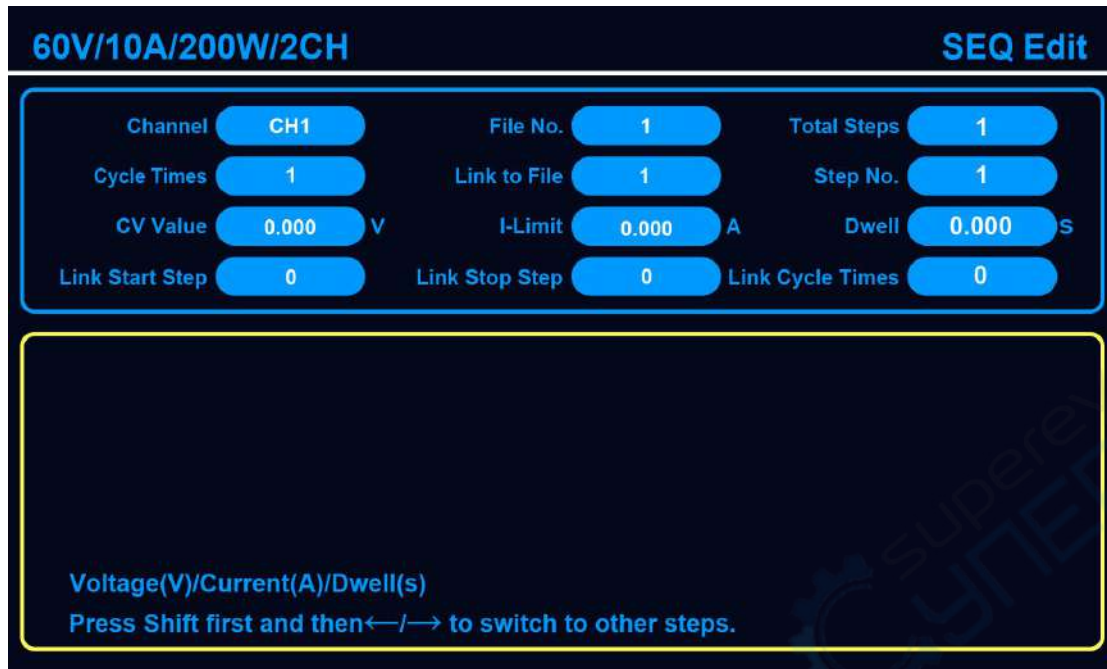 60V/10A/200W/2CH SEQ Edit
Channel CH1 File No. 1 Total Steps 1
Cycle Times 1 Link to File 1 Step No. 1
CV Value 0.000 V I-Limit 0.000 A Dwell 0.000 s
Link Start Step 0 Link Stop Step 0 Link Cycle Times 0
Voltage(V)/Current(A)/Dwell(s)
Press Shift first and then←/→ to switch to other steps.